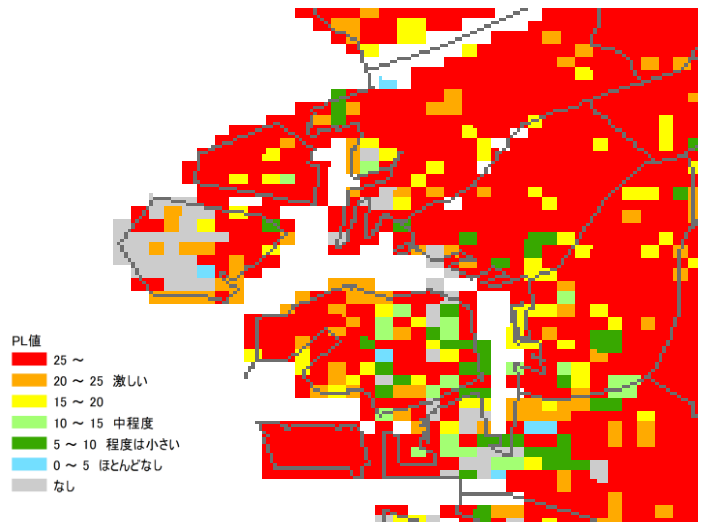 PL値
25 ～
20 ～ 25 激しい
15 ～ 20
10 ～ 15 中程度
5 ～ 10 程度は小さい
0 ～ 5 ほとんどなし
なし